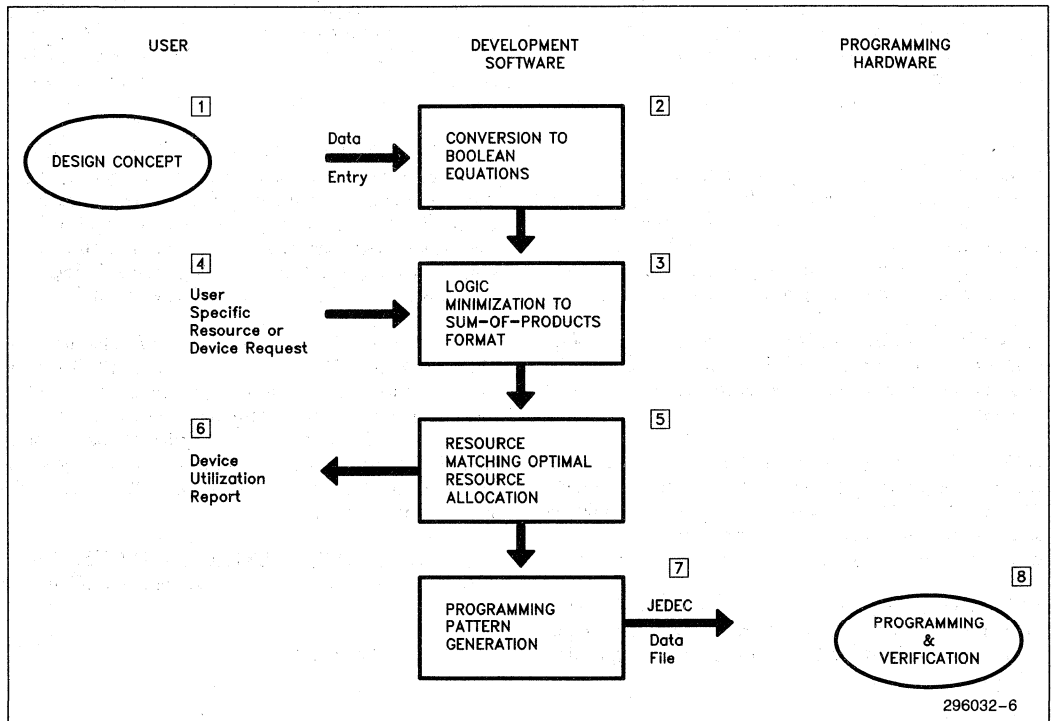 USER
DEVELOPMENT
SOFTWARE
PROGRAMMING
HARDWARE
1
DESIGN CONCEPT
Data
Entry
2
CONVERSION TO
BOOLEAN
EQUATIONS
4
User
Specific
Resource or
Device Request
3
LOGIC
MINIMIZATION TO
SUM-OF-PRODUCTS
FORMAT
6
Device
Utilization
Report
5
RESOURCE
MATCHING OPTIMAL
RESOURCE
ALLOCATION
PROGRAMMING
PATTERN
GENERATION
7
JEDEC
Data
File
8
PROGRAMMING
&
VERIFICATION
296032-6